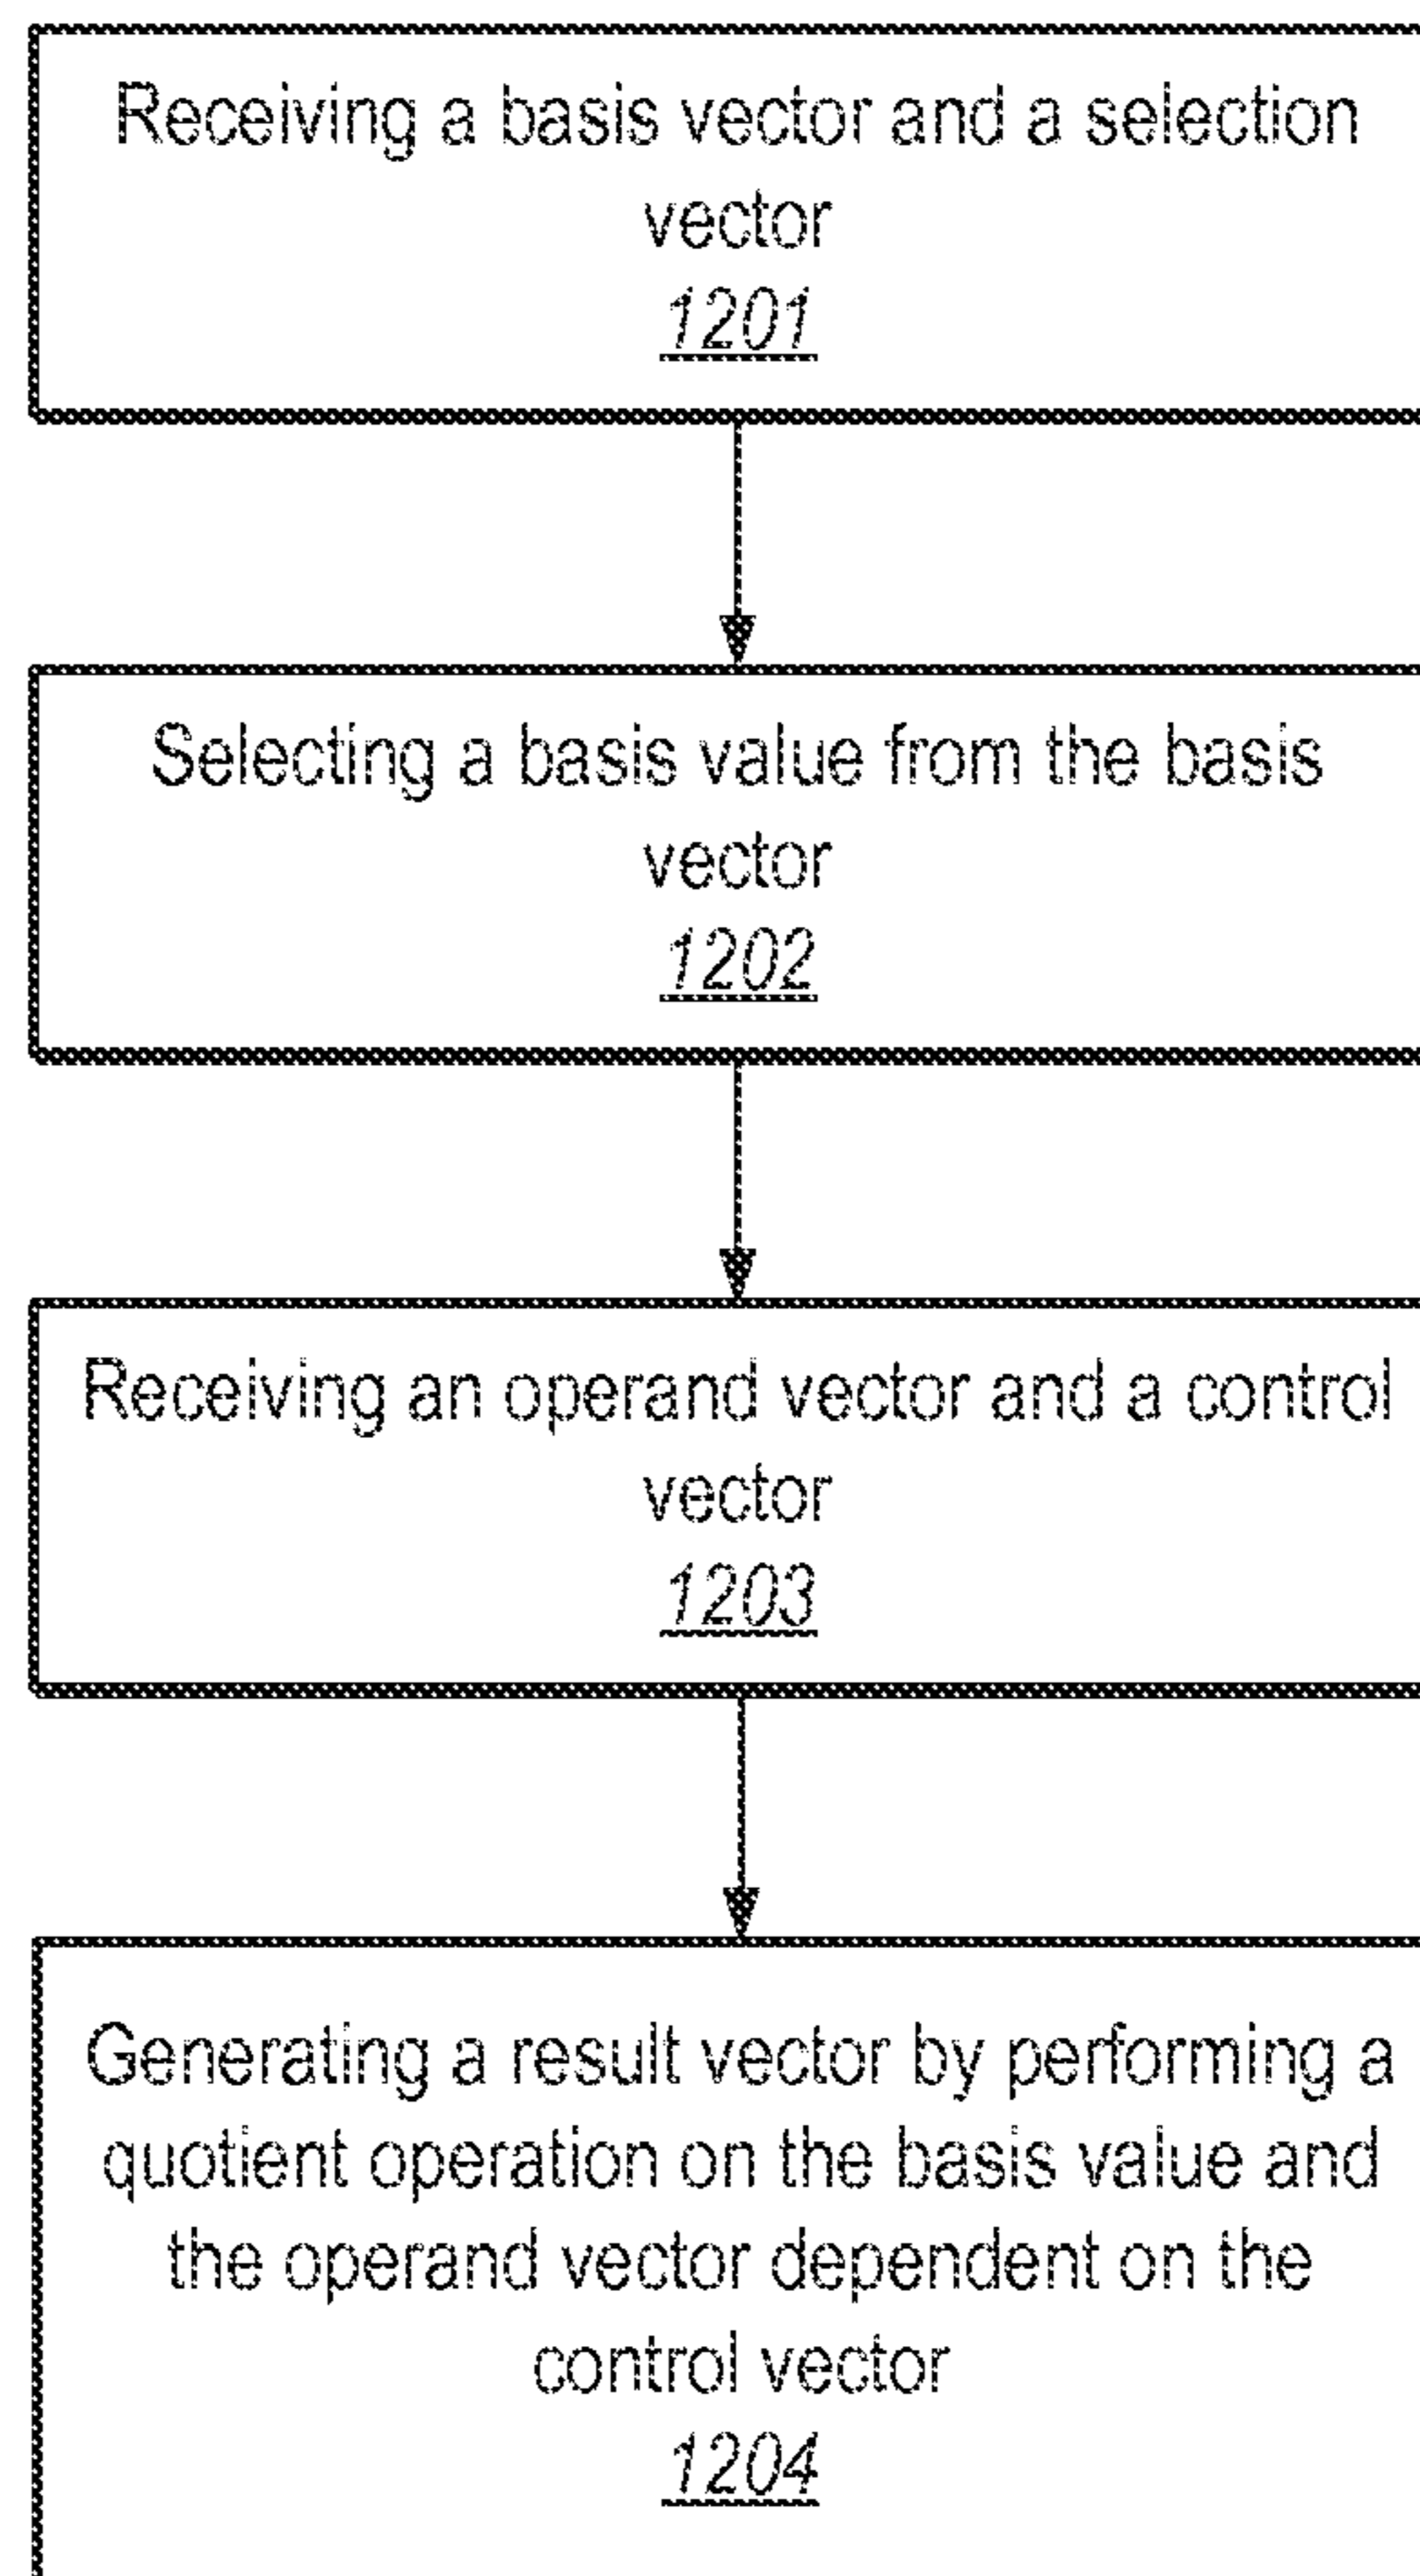 Receiving a basis vector and a selection
vector
1201
Selecting a basis value from the basis
vector
1202
Receiving an operand vector and a control
vector
1203
Generating a result vector by performing a
quotient operation on the basis value and
the operand vector dependent on the
control vector
1204